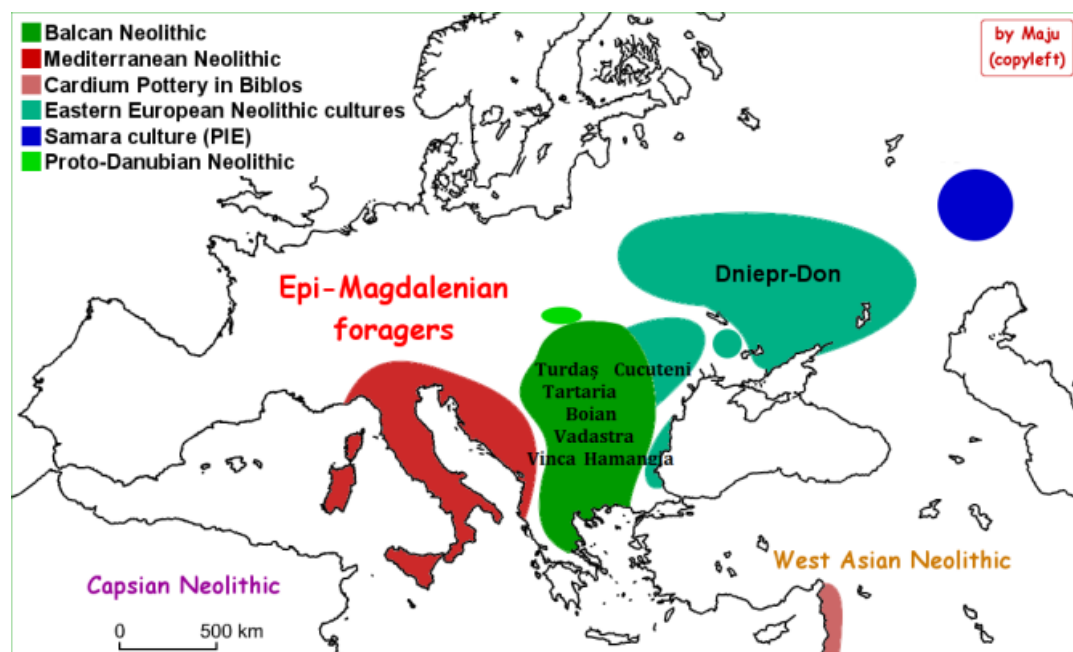 Balcan Neolithic
Mediterranean Neolithic
Cardium Pottery in Biblos
Eastern European Neolithic cultures
Samara culture (PIE)
Proto-Danubian Neolithic
by Maju
(copyleft)
Dniepr-Don
Epi-Magdalenian
foragers
Turdaş Cucuteni
Tartaria
Boian
Vadastra
Vinca Hamangia
West Asian Neolithic
Capsian Neolithic
0 500 km